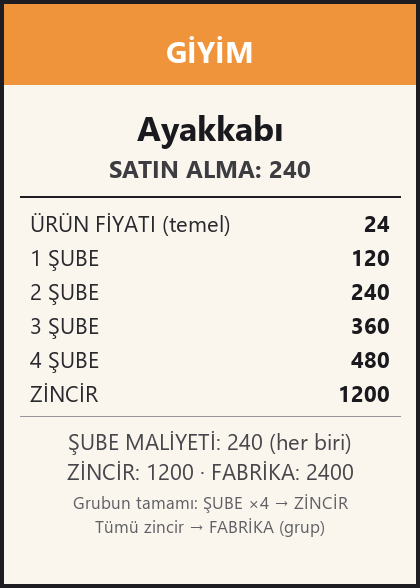 GİYİM
Ayakkabı
SATIN ALMA: 240
ÜRÜN FİYATI (temel) 24
1 ŞUBE 120
2 ŞUBE 240
3 ŞUBE 360
4 ŞUBE 480
ZİNCİR 1200
ŞUBE MALİYETİ: 240 (her biri)
ZİNCİR: 1200 · FABRİKA: 2400
Grubun tamamı: ŞUBE ×4 → ZİNCİR
Tümü zincir → FABRİKA (grup)